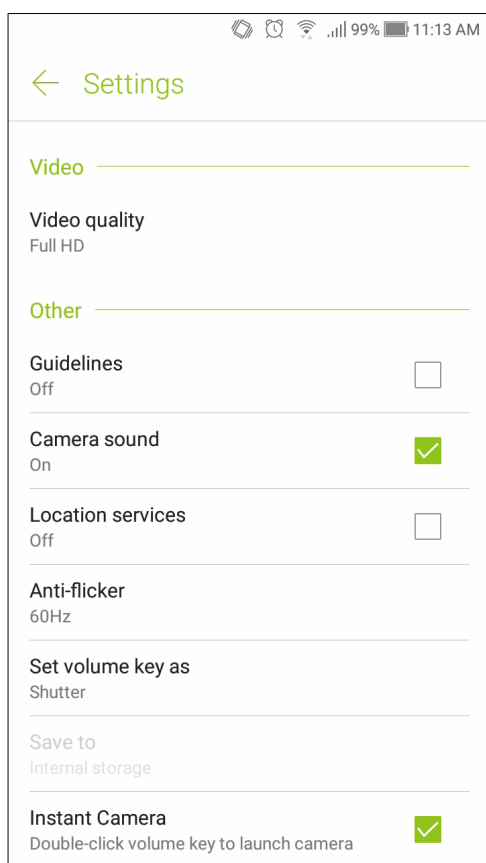 99% 11:13 AM
Settings
Video
Video quality
Full HD
Other
Guidelines
Off
Camera sound
On
Location services
Off
Anti-flicker
60Hz
Set volume key as
Shutter
Save to
Internal storage
Instant Camera
Double-click volume key to launch camera